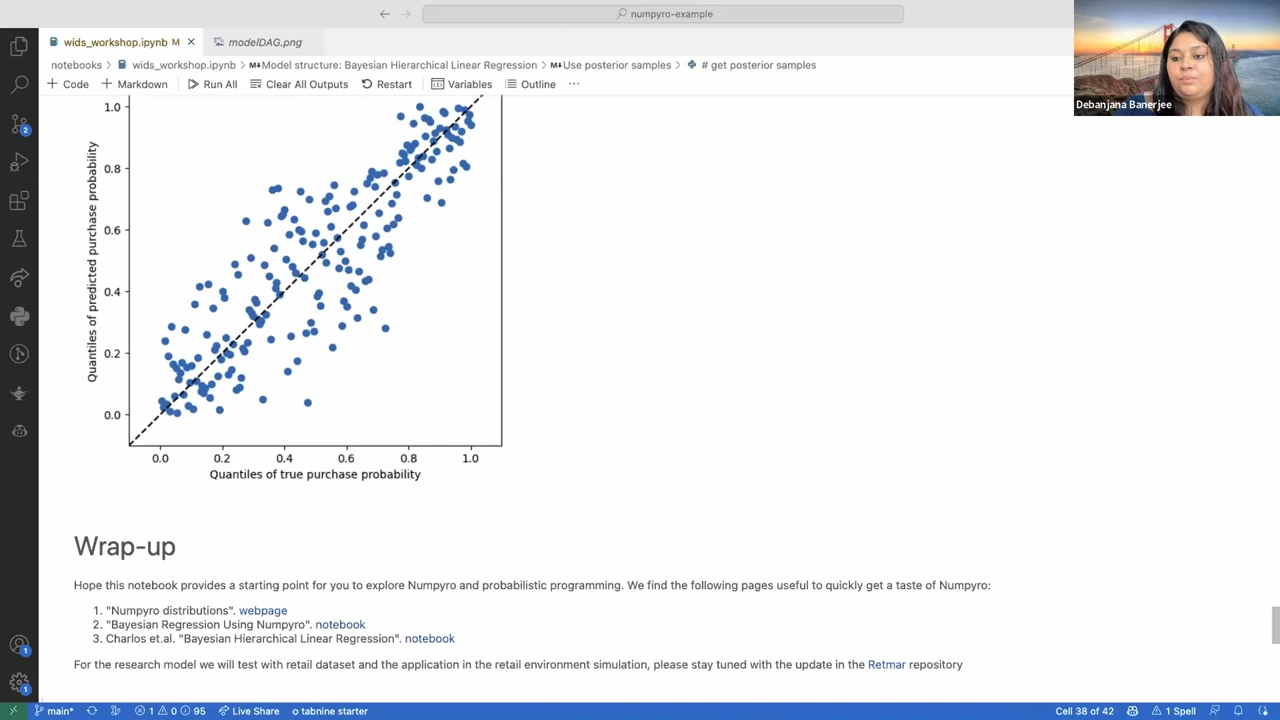 numpyro-example
wids_workshop.ipynb M
modelDAG.png
notebooks > wids_workshop.ipynb > M↓Model structure: Bayesian Hierarchical Linear Regression > M↓Use posterior samples > # get posterior samples
+ Code + Markdown Run All Clear All Outputs Restart Variables Outline ...
Debanjana Banerjee
1.0
0.8
0.6
0.4
0.2
0.0
Quantiles of predicted purchase probability
0.0 0.2 0.4 0.6 0.8 1.0
Quantiles of true purchase probability
2
Wrap-up
Hope this notebook provides a starting point for you to explore Numpyro and probabilistic programming. We find the following pages useful to quickly get a taste of Numpyro:
1. "Numpyro distributions". webpage
2. "Bayesian Regression Using Numpyro". notebook
3. Charlos et.al. "Bayesian Hierarchical Linear Regression". notebook
For the research model we will test with retail dataset and the application in the retail environment simulation, please stay tuned with the update in the Retmar repository
1
1
main* 1 0 95 Live Share tabnine starter Cell 38 of 42 1 Spell